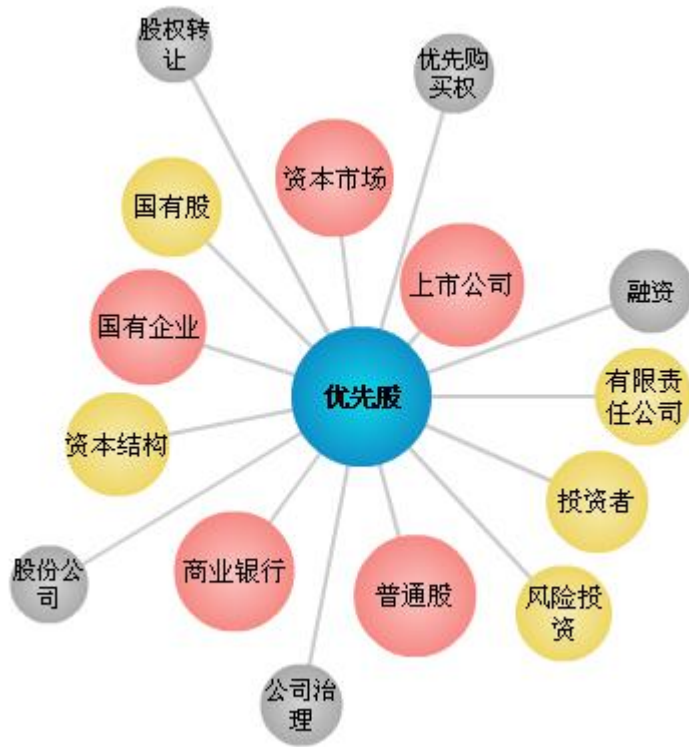 股权转
让
优先购
买权
资本市场
国有股
上市公司
融资
国有企业
优先股
有限责
任公司
资本结构
投资者
股份公
司
商业银行
普通股
风险投
资
公司治
理